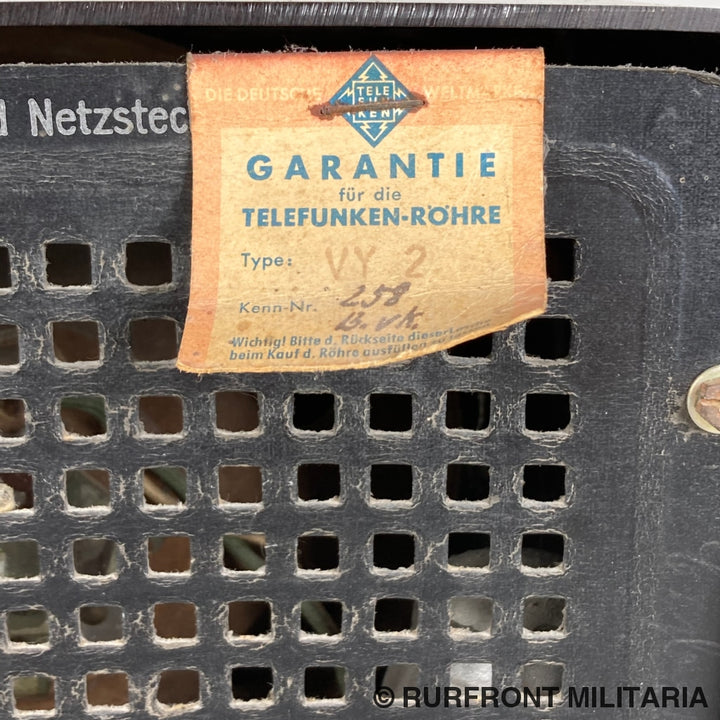 Netzstec
DIE DEUTSCHE WELTMARKE
TELE
FUN
KEN
GARANTIE
für die
TELEFUNKEN-RÖHRE
Type: VY 2
Kenn-Nr. 258
Wichtig! Bitte d. Rückseite dieser
beim Kauf d. Röhre ausfüllen zu
© RURFRONT MILITARIA